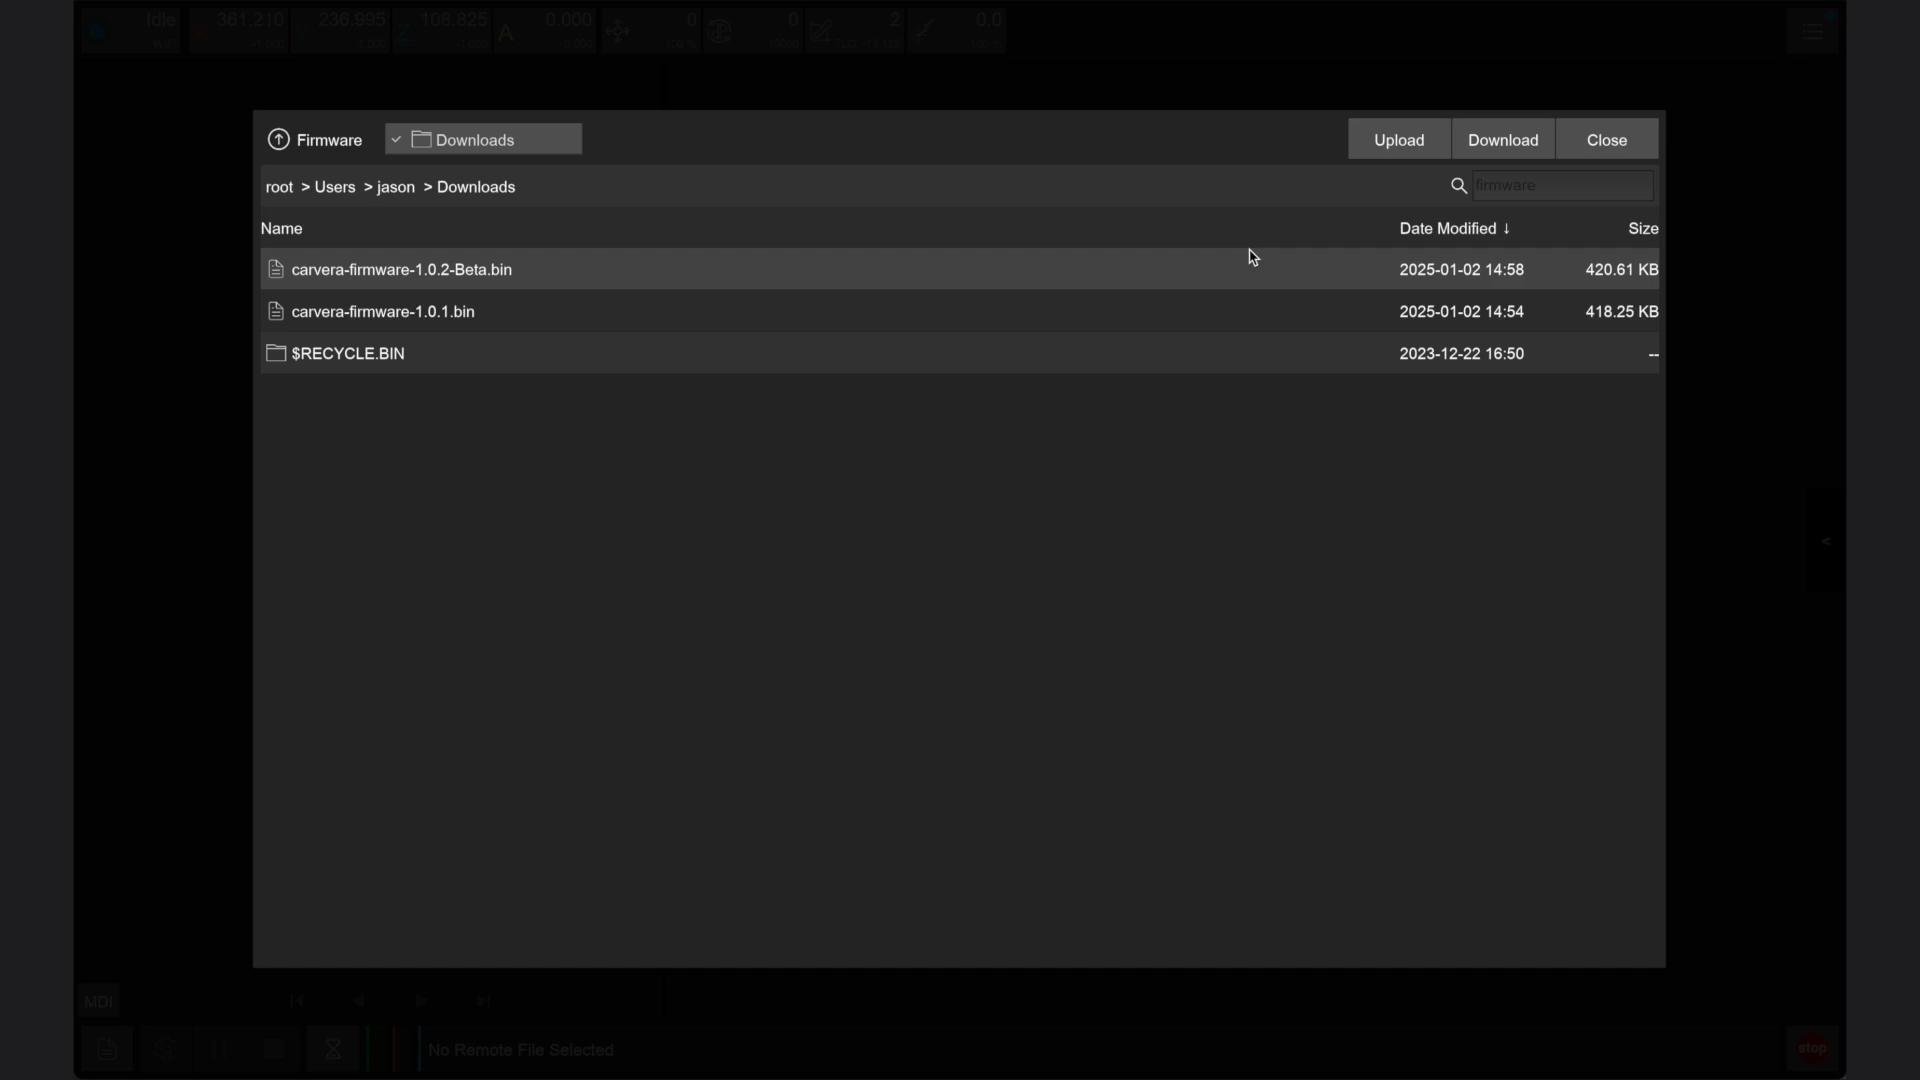 Idle 361.210 236.995 108.825 A 0.000 0 0 2 0.0
Firmware Downloads Upload Download Close
root > Users > jason > Downloads firmware
Name Date Modified ↓ Size
carvera-firmware-1.0.2-Beta.bin 2025-01-02 14:58 420.61 KB
carvera-firmware-1.0.1.bin 2025-01-02 14:54 418.25 KB
$RECYCLE.BIN 2023-12-22 16:50 --
<
MDI
No Remote File Selected stop